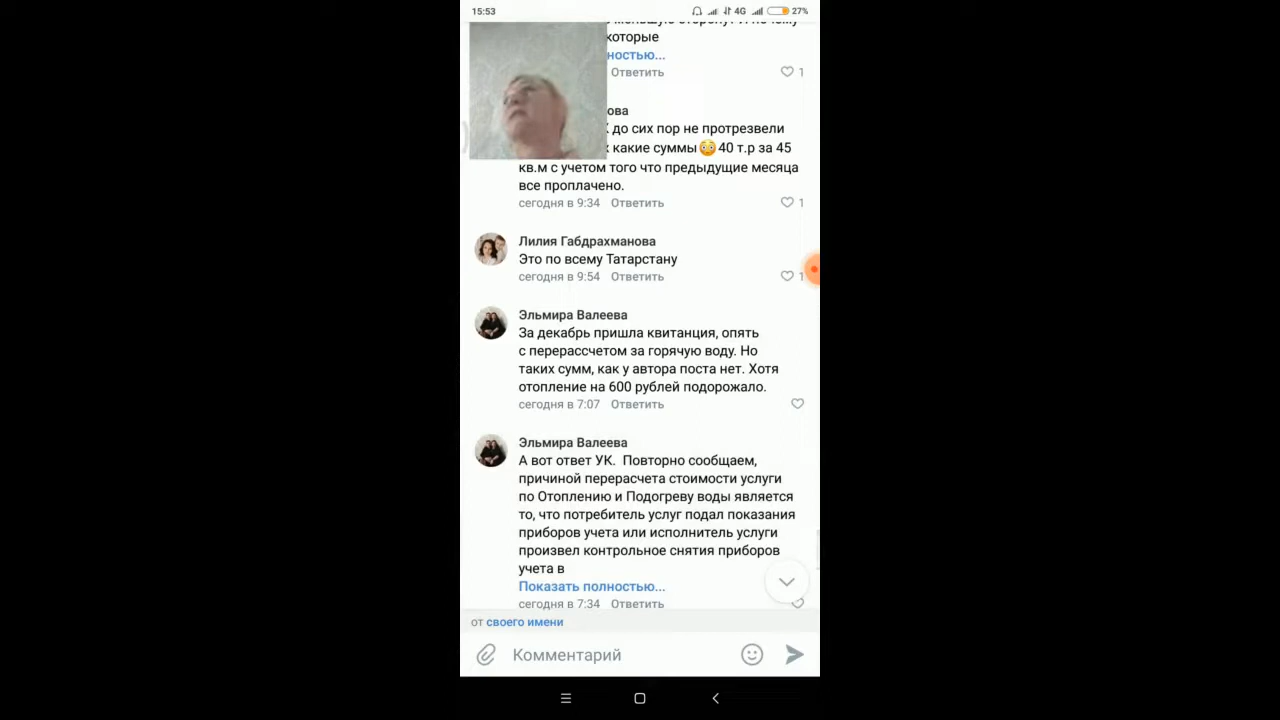 15:53
4G
27%
которые
ностью...
Ответить
1
ова
до сих пор не протрезвели
какие суммы😳40 т.р за 45
кв.м с учетом того что предыдущие месяца
все проплачено.
сегодня в 9:34 Ответить
1
Лилия Габдрахманова
Это по всему Татарстану
сегодня в 9:54 Ответить
1
Эльмира Валеева
За декабрь пришла квитанция, опять
с перерассчетом за горячую воду. Но
таких сумм, как у автора поста нет. Хотя
отопление на 600 рублей подорожало.
сегодня в 7:07 Ответить
Эльмира Валеева
А вот ответ УК. Повторно сообщаем,
причиной перерасчета стоимости услуги
по Отоплению и Подогреву воды является
то, что потребитель услуг подал показания
приборов учета или исполнитель услуги
произвел контрольное снятия приборов
учета в
Показать полностью...
сегодня в 7:34 Ответить
от своего имени
Комментарий